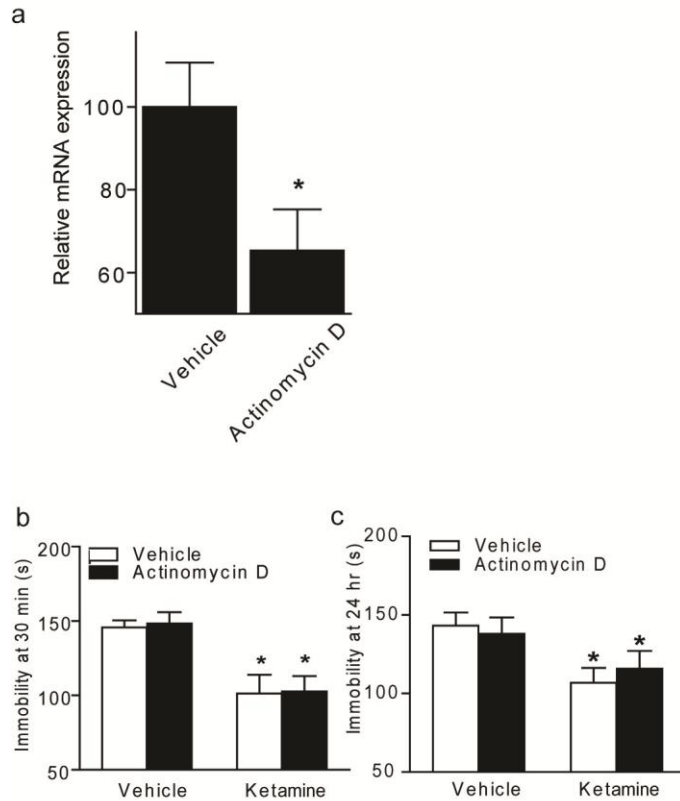 a
Relative mRNA expression
100
80
60
*
Vehicle
Actinomycin D
b
Immobility at 30 min (s)
200
150
100
50
Vehicle
Actinomycin D
* *
Vehicle Ketamine
c
Immobility at 24 hr (s)
200
150
100
50
Vehicle
Actinomycin D
* *
Vehicle Ketamine